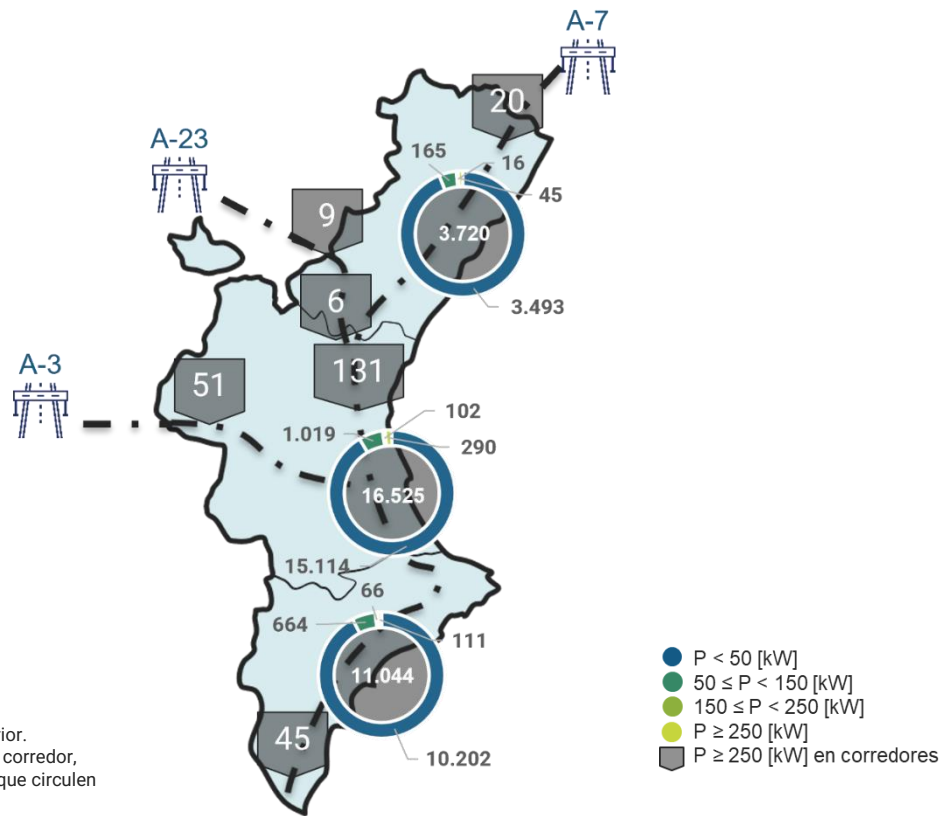 A-7
20
A-23
165
16
45
9
3.720
3.493
6
A-3
51
131
102
1.019
290
16.525
15.114
66
664
111
11.044
45
10.202
P < 50 [kW]
50 ≤ P < 150 [kW]
150 ≤ P < 250 [kW]
P ≥ 250 [kW]
P ≥ 250 [kW] en corredores
corredor,
que circulen